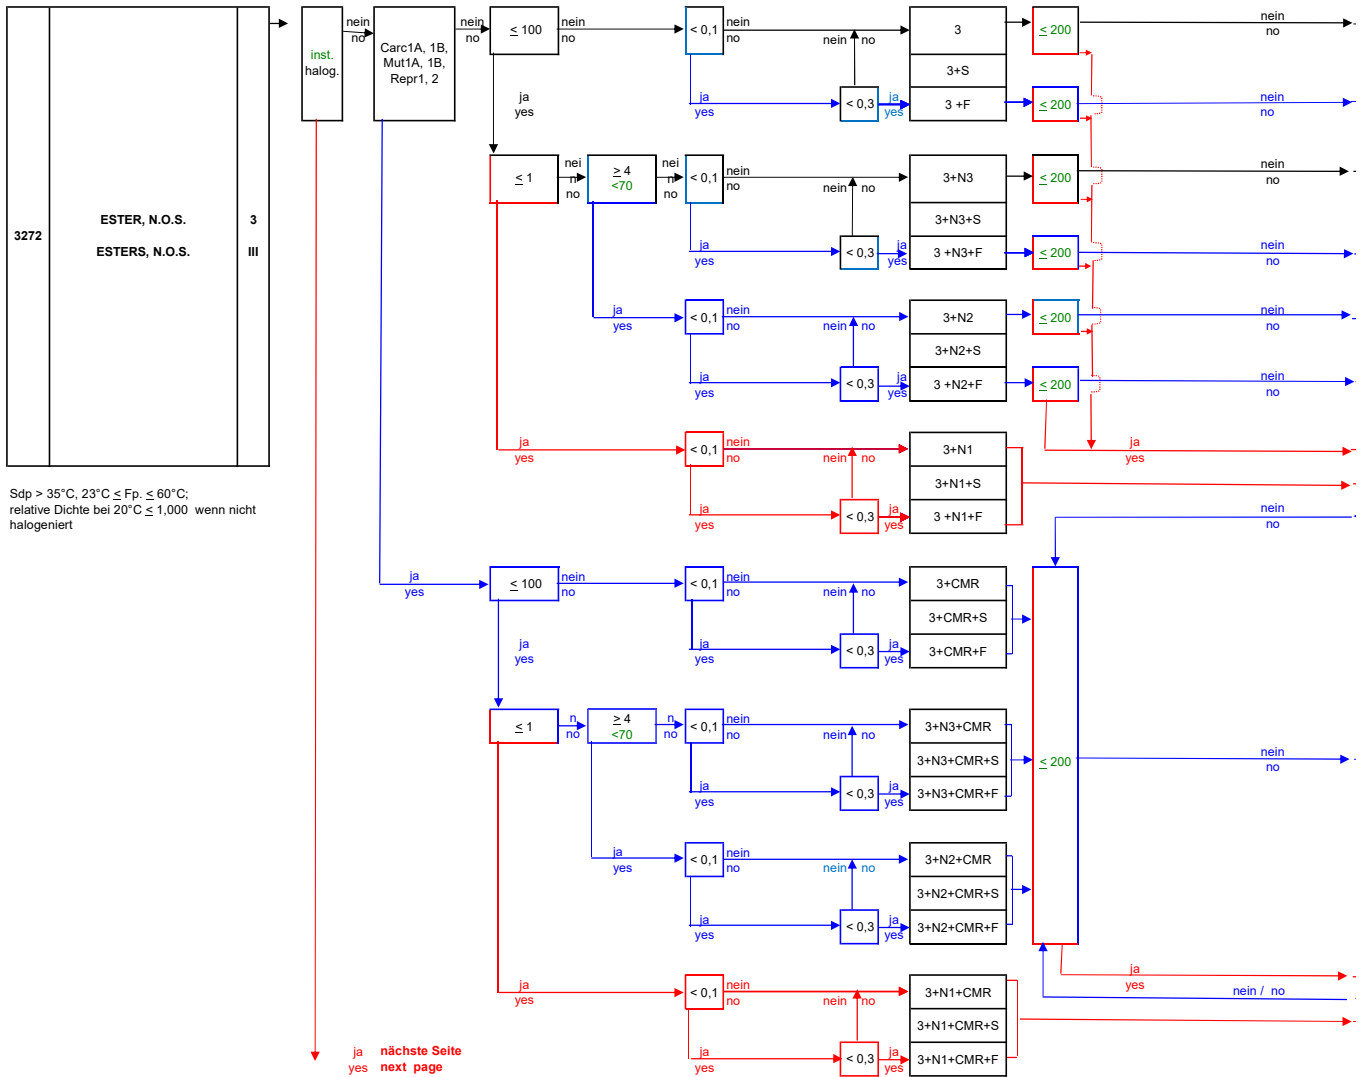 nein
no
nein
no
nein
no
nein
no
inst.
halog.
Carc1A, 1B,
Mut1A, 1B,
Repr1, 2
≤ 100
< 0,1
nein no
3
≤ 200
3+S
ja
yes
ja
yes
< 0,3
ja
yes
3 +F
≤ 200
nein
no
≤ 1
nei
n
no
≥ 4
<70
nei
n
no
< 0,1
nein
no
nein no
3+N3
≤ 200
nein
no
3+N3+S
3272
ESTER, N.O.S.
ESTERS, N.O.S.
3
III
ja
yes
< 0,3
ja
yes
3 +N3+F
≤ 200
nein
no
ja
yes
< 0,1
nein
no
nein no
3+N2
≤ 200
nein
no
3+N2+S
ja
yes
< 0,3
ja
yes
3 +N2+F
≤ 200
nein
no
ja
yes
< 0,1
nein
no
nein no
3+N1
ja
yes
3+N1+S
ja
yes
< 0,3
ja
yes
3 +N1+F
Sdp > 35°C, 23°C ≤ Fp. ≤ 60°C;
relative Dichte bei 20°C ≤ 1,000 wenn nicht
halogeniert
nein
no
ja
yes
≤ 100
nein
no
< 0,1
nein
no
nein no
3+CMR
3+CMR+S
ja
yes
ja
yes
< 0,3
ja
yes
3+CMR+F
≤ 1
n
no
≥ 4
<70
n
no
< 0,1
nein
no
nein no
3+N3+CMR
3+N3+CMR+S
≤ 200
nein
no
ja
yes
< 0,3
ja
yes
3+N3+CMR+F
ja
yes
< 0,1
nein
no
nein no
3+N2+CMR
3+N2+CMR+S
ja
yes
< 0,3
ja
yes
3+N2+CMR+F
ja
yes
ja
yes
< 0,1
nein
no
nein no
3+N1+CMR
nein / no
3+N1+CMR+S
ja
yes
< 0,3
ja
yes
3+N1+CMR+F
ja nächste Seite
yes next page